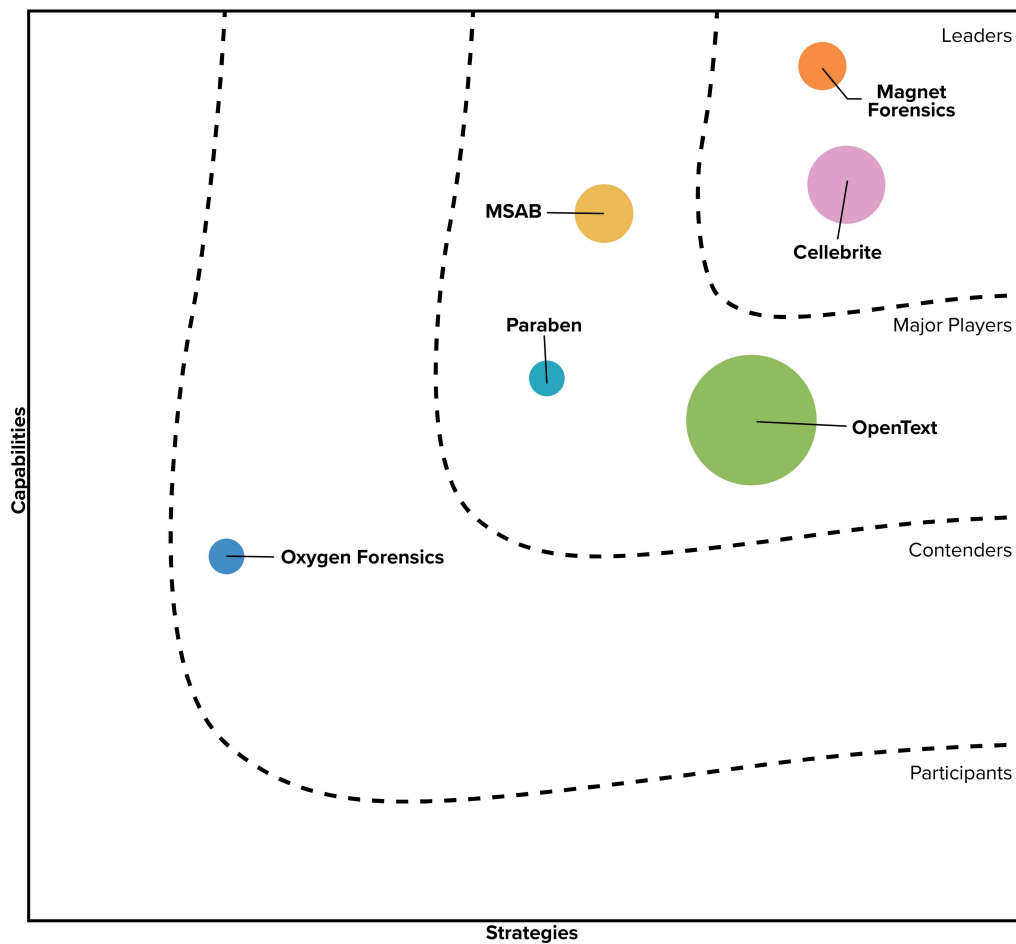 Leaders
Magnet
Forensics
MSAB
Cellebrite
Paraben
Major Players
OpenText
Capabilities
Contenders
Oxygen Forensics
Participants
Strategies